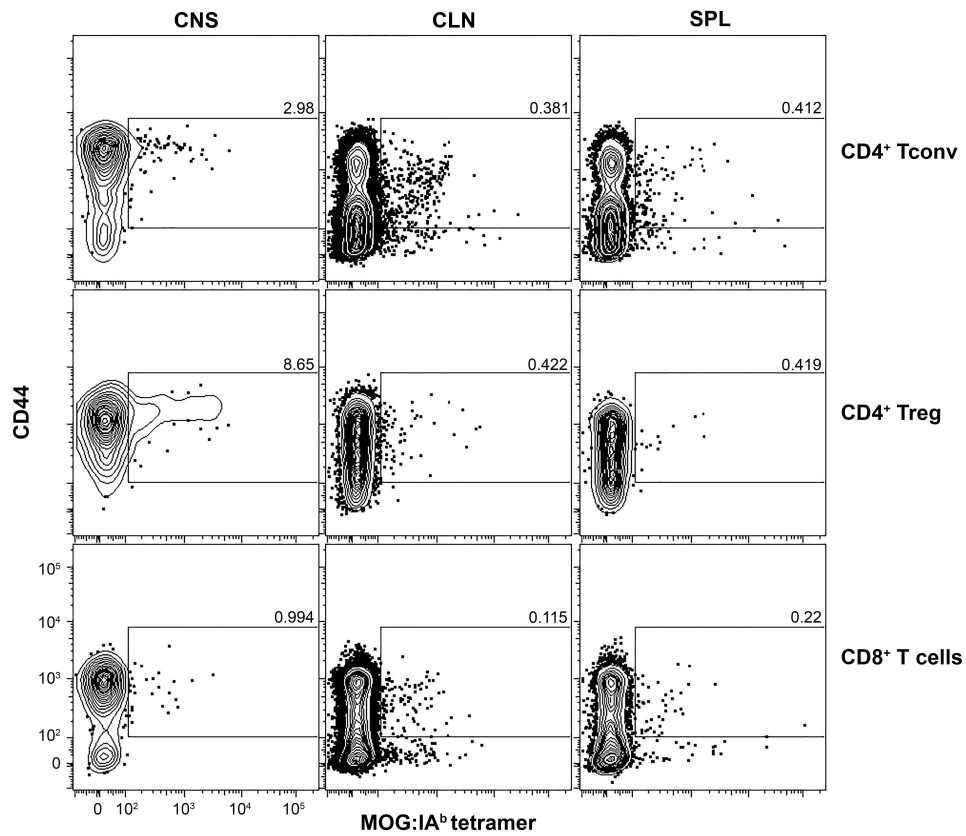 CNS CLN SPL
2.98 0.381 0.412
CD4⁺ Tconv
8.65 0.422 0.419
CD4⁺ Treg
CD44
0.994 0.115 0.22
CD8⁺ T cells
10⁵
10⁴
10³
10²
0
0 10² 10³ 10⁴ 10⁵
MOG:IAᵇ tetramer